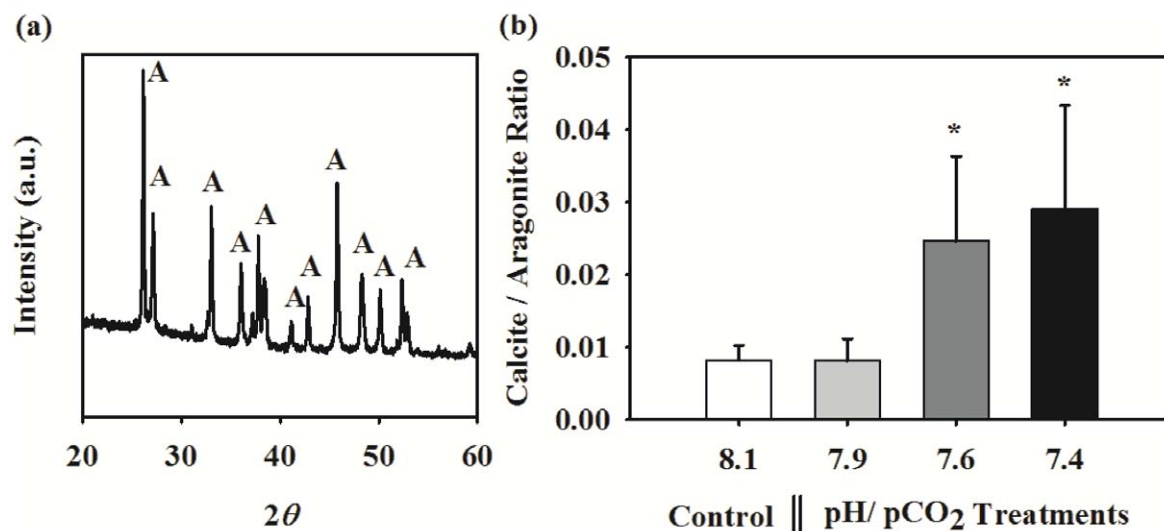 (a)
A
A
A
A
A
A
A
A
A
A
A
Intensity (a.u.)
20 30 40 50 60
2θ
(b)
0.05
0.04
0.03
0.02
0.01
0.00
Calcite / Aragonite Ratio
*
*
8.1 7.9 7.6 7.4
Control || pH/ pCO₂ Treatments